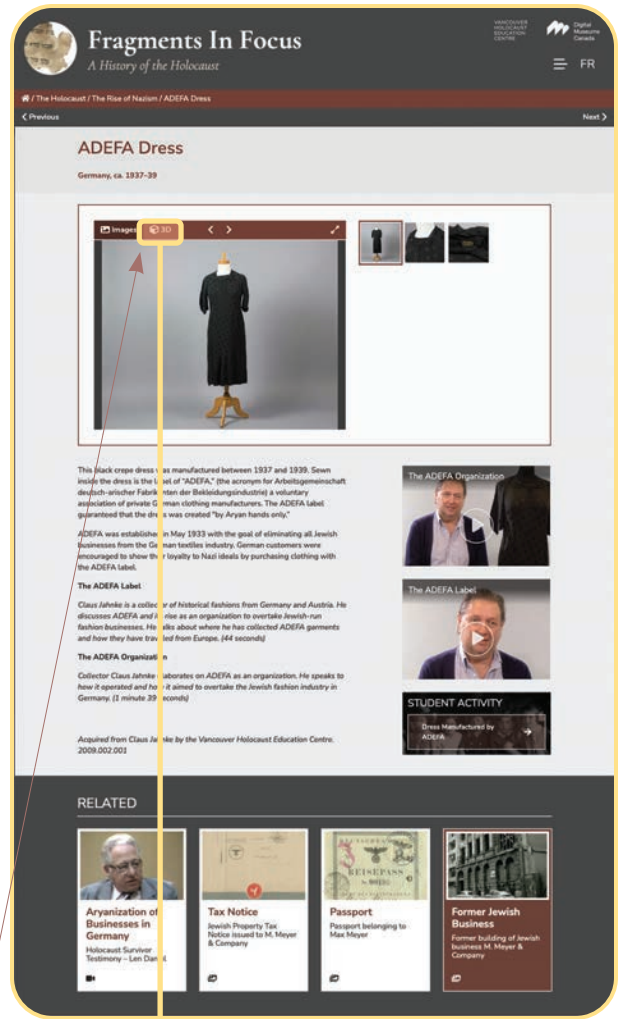 Fragments In Focus
A History of the Holocaust
VANCOUVER
HOLOCAUST
EDUCATION
CENTRE
Digital
Museums
Canada
FR
/ The Holocaust / The Rise of Nazism / ADEFA Dress
Previous
Next
ADEFA Dress
Germany, ca. 1937-39
Images
3D
This black crepe dress was manufactured between 1937 and 1939. Sewn
inside the dress is the label of "ADEFA," (the acronym for Arbeitsgemeinschaft
deutsch-arischer Fabrikanten der Bekleidungsindustrie) a voluntary
association of private German clothing manufacturers. The ADEFA label
guaranteed that the dress was created "by Aryan hands only."
ADEFA was established in May 1933 with the goal of eliminating all Jewish
businesses from the German textiles industry. German customers were
encouraged to show their loyalty to Nazi ideals by purchasing clothing with
the ADEFA label.
The ADEFA Label
Claus Jahnke is a collector of historical fashions from Germany and Austria. He
discusses ADEFA and its rise as an organization to overtake Jewish-run
fashion businesses. He talks about where he has collected ADEFA garments
and how they have travelled from Europe. (44 seconds)
The ADEFA Organization
Collector Claus Jahnke elaborates on ADEFA as an organization. He speaks to
how it operated and how it aimed to overtake the Jewish fashion industry in
Germany. (1 minute 39 seconds)
Acquired from Claus Jahnke by the Vancouver Holocaust Education Centre.
2009.002.001
The ADEFA Organization
The ADEFA Label
STUDENT ACTIVITY
Dress Manufactured by
ADEFA
RELATED
Aryanization of
Businesses in
Germany
Holocaust Survivor
Testimony – Len Daniel
Tax Notice
Jewish Property Tax
Notice issued to M. Meyer
& Company
REISEPASS
Passport
Passport belonging to
Max Meyer
Former Jewish
Business
Former building of Jewish
business M. Meyer &
Company